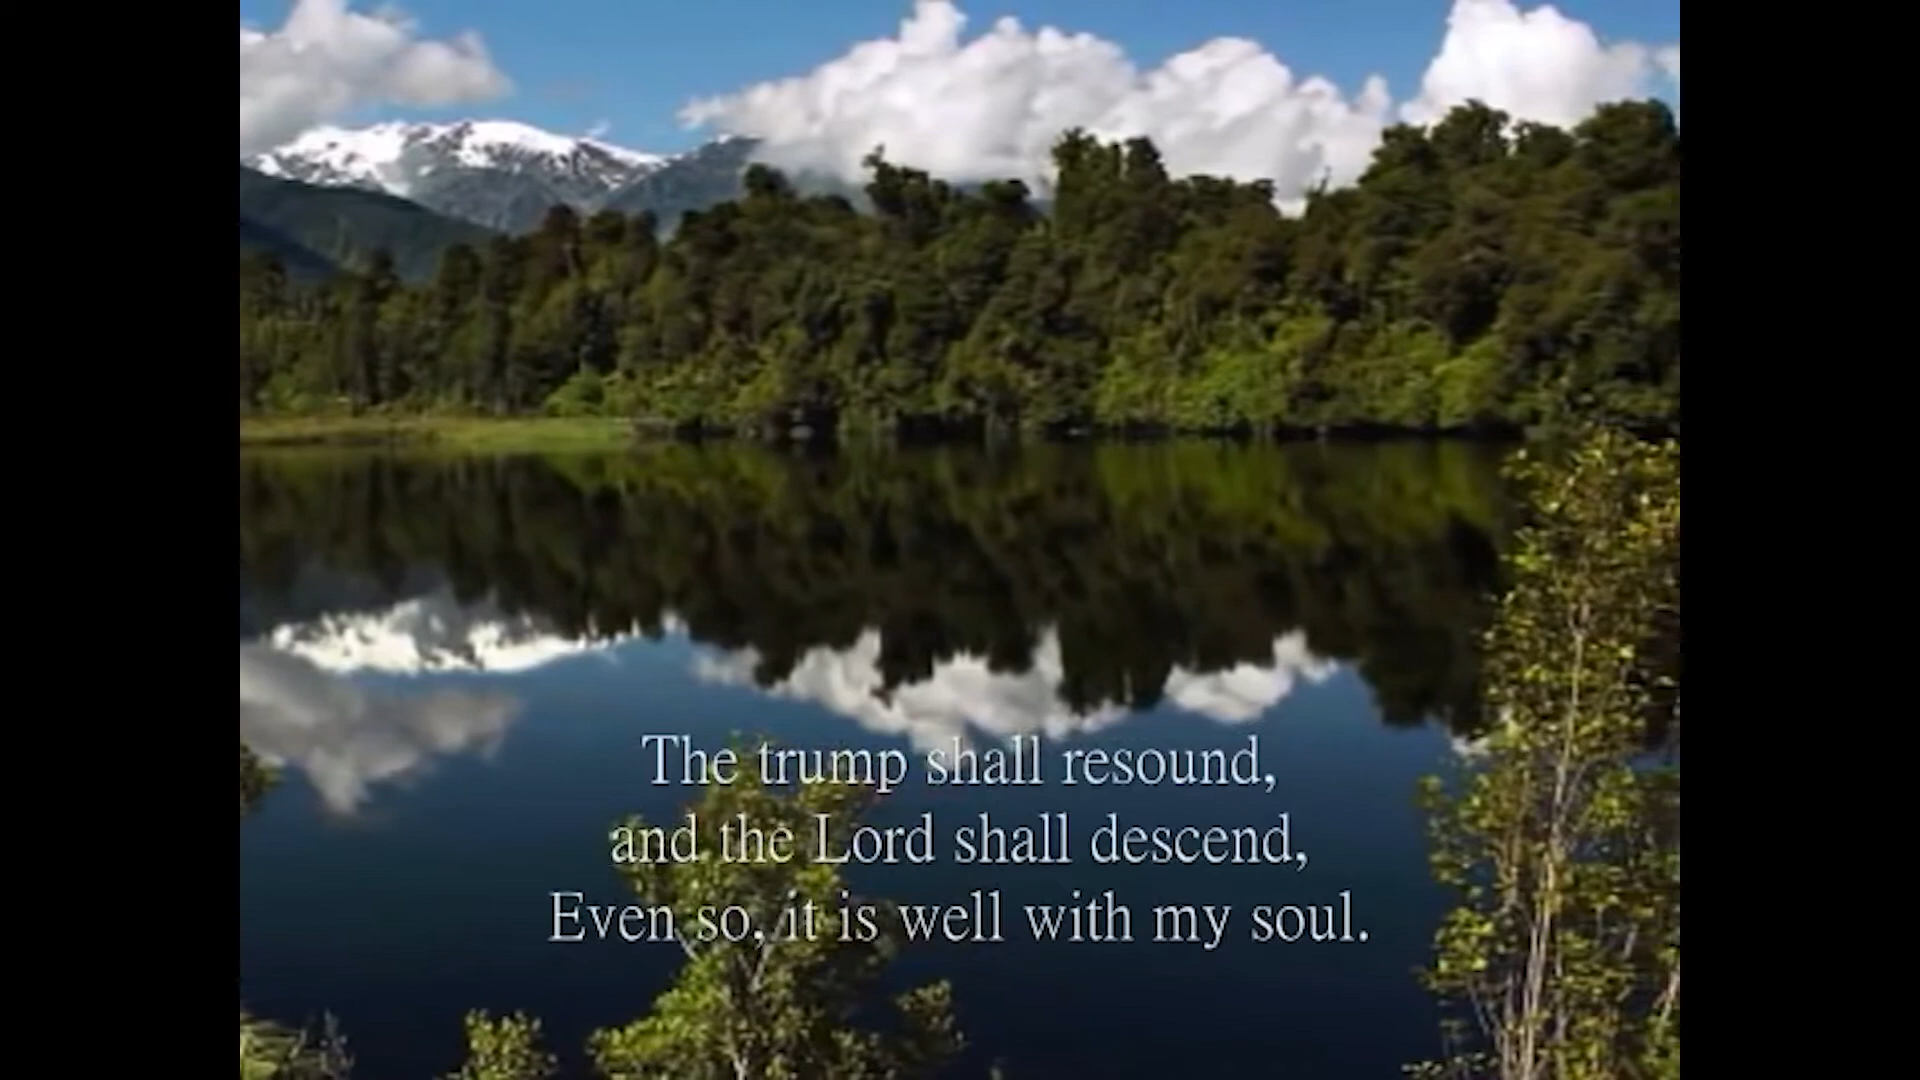 The trump shall resound,
and the Lord shall descend,
Even so, it is well with my soul.